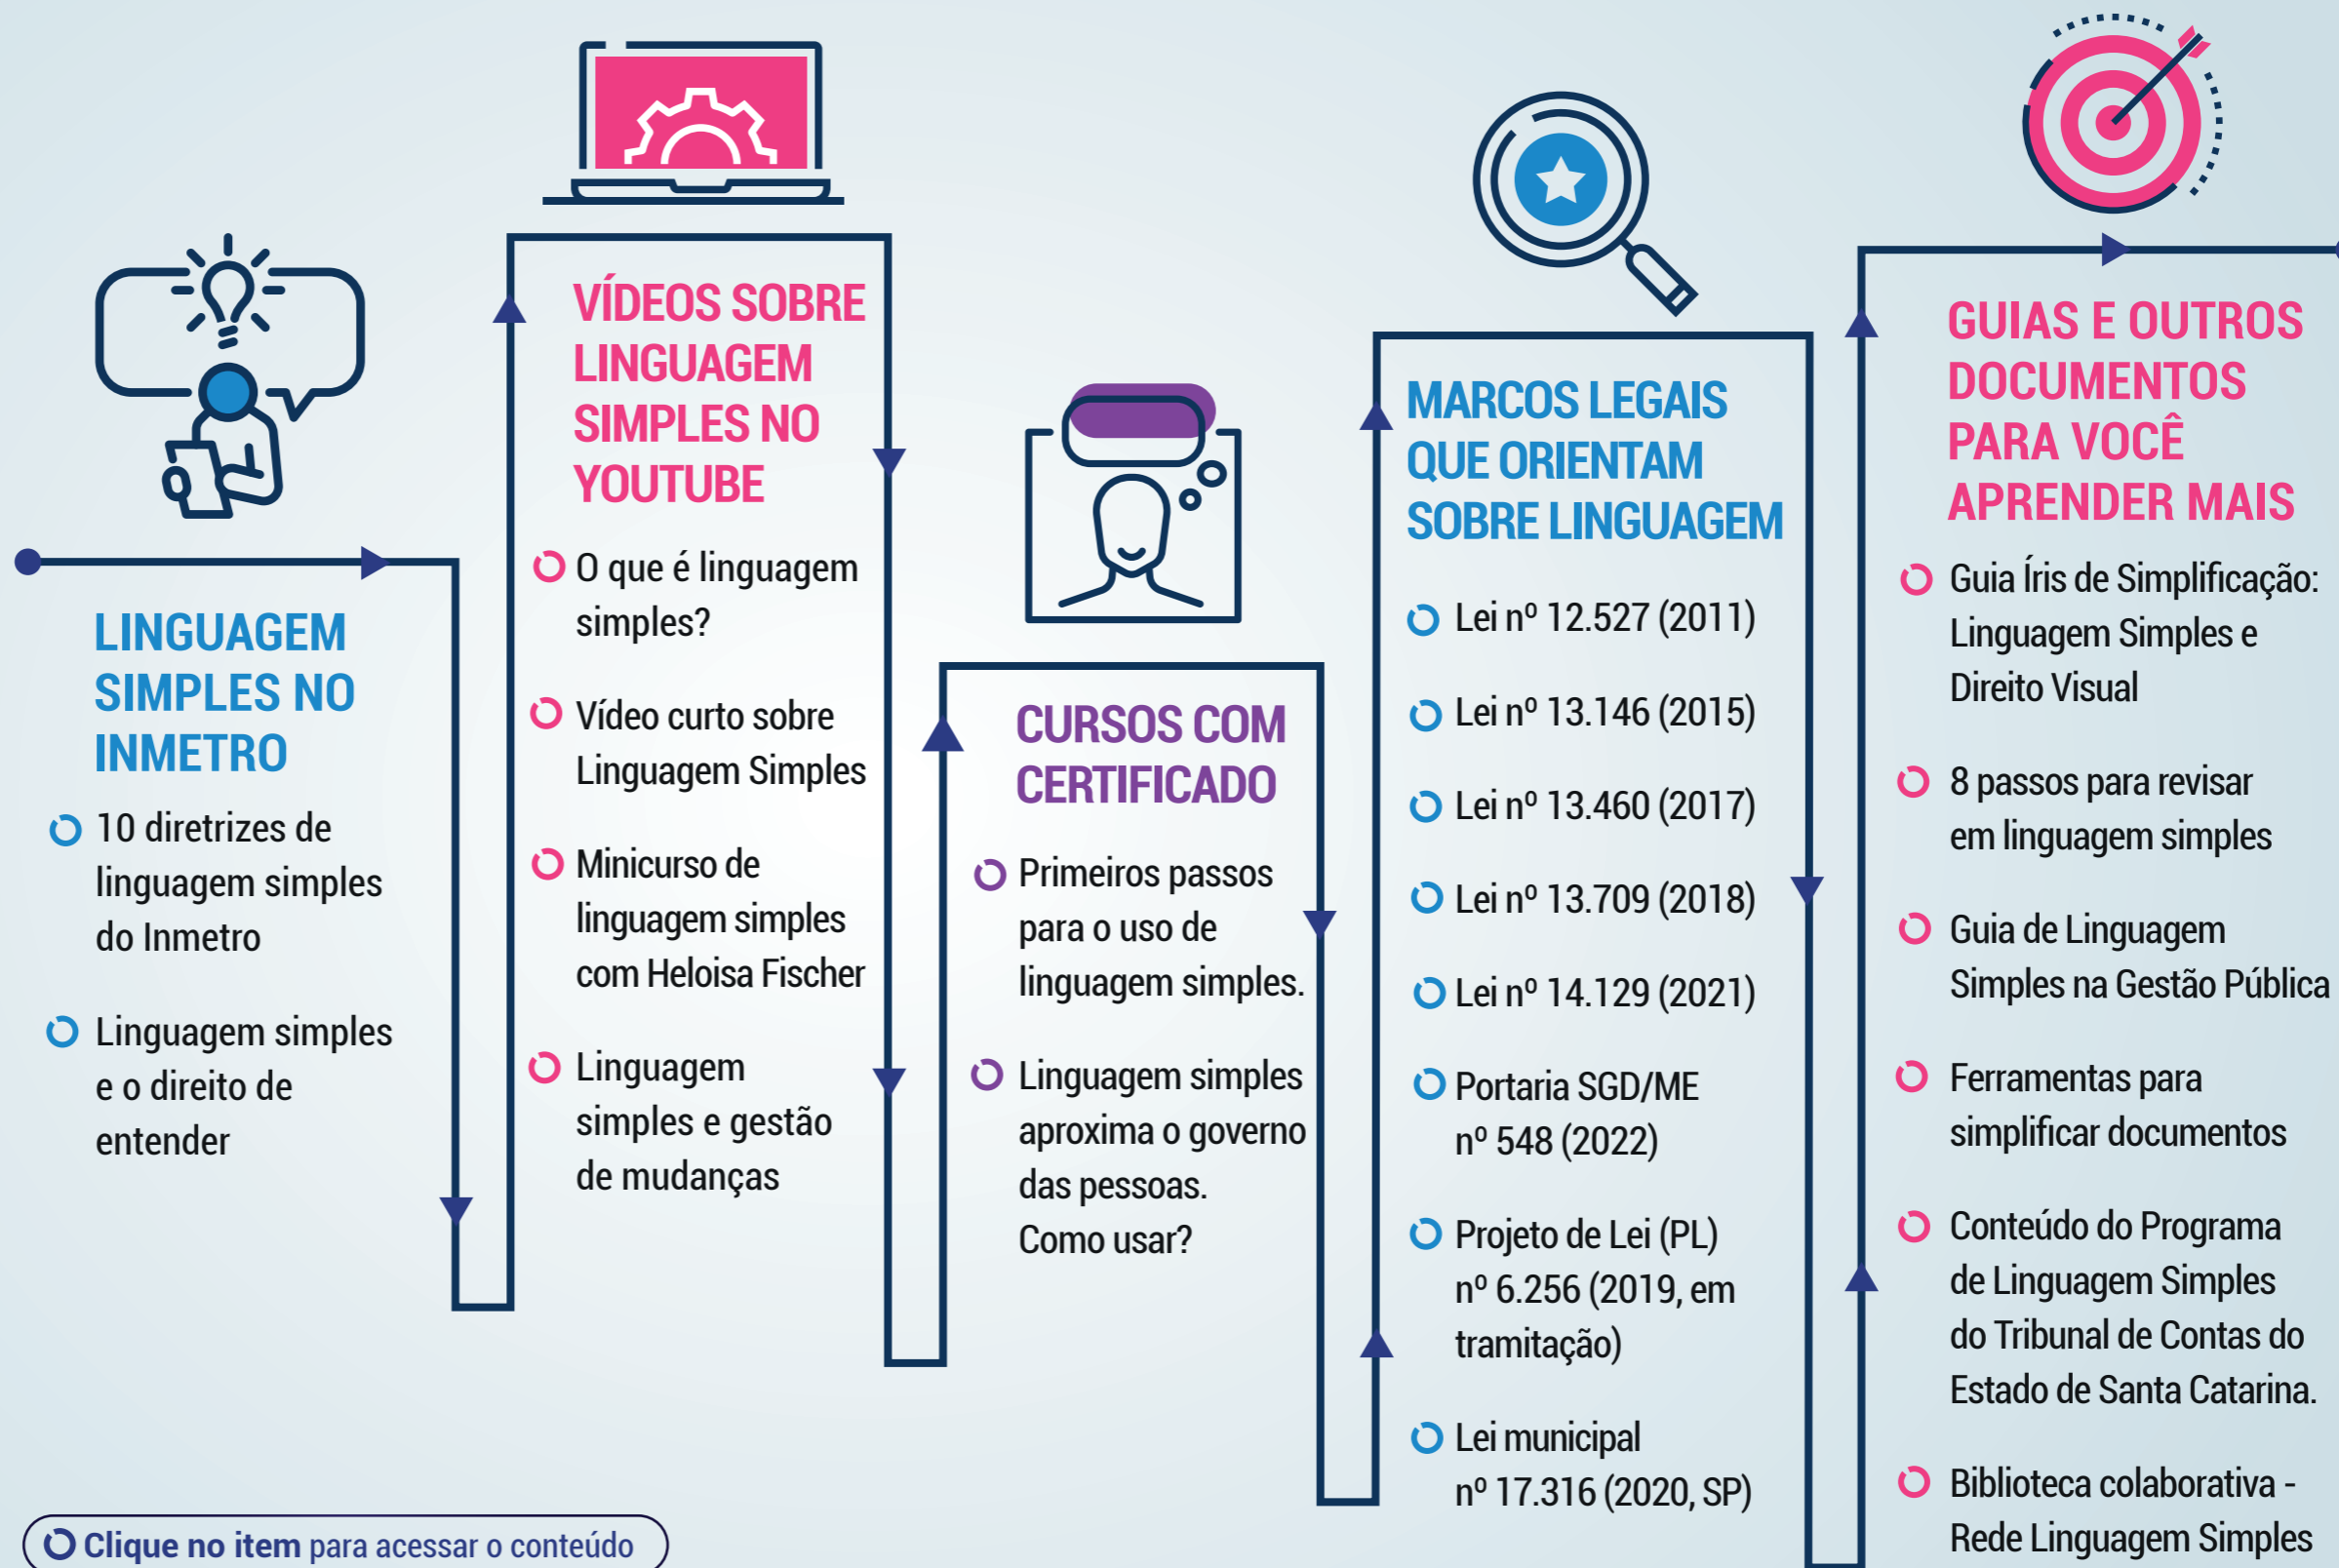 LINGUAGEM
SIMPLES NO
INMETRO
10 diretrizes de
linguagem simples
do Inmetro
Linguagem simples
e o direito de
entender
VÍDEOS SOBRE
LINGUAGEM
SIMPLES NO
YOUTUBE
O que é linguagem
simples?
Vídeo curto sobre
Linguagem Simples
Minicurso de
linguagem simples
com Heloisa Fischer
Linguagem
simples e gestão
de mudanças
CURSOS COM
CERTIFICADO
Primeiros passos
para o uso de
linguagem simples.
Linguagem simples
aproxima o governo
das pessoas.
Como usar?
MARCOS LEGAIS
QUE ORIENTAM
SOBRE LINGUAGEM
Lei nº 12.527 (2011)
Lei nº 13.146 (2015)
Lei nº 13.460 (2017)
Lei nº 13.709 (2018)
Lei nº 14.129 (2021)
Portaria SGD/ME
nº 548 (2022)
Projeto de Lei (PL)
nº 6.256 (2019, em
tramitação)
Lei municipal
nº 17.316 (2020, SP)
GUIAS E OUTROS
DOCUMENTOS
PARA VOCÊ
APRENDER MAIS
Guia Íris de Simplificação:
Linguagem Simples e
Direito Visual
8 passos para revisar
em linguagem simples
Guia de Linguagem
Simples na Gestão Pública
Ferramentas para
simplificar documentos
Conteúdo do Programa
de Linguagem Simples
do Tribunal de Contas do
Estado de Santa Catarina.
Biblioteca colaborativa -
Rede Linguagem Simples
Clique no item para acessar o conteúdo